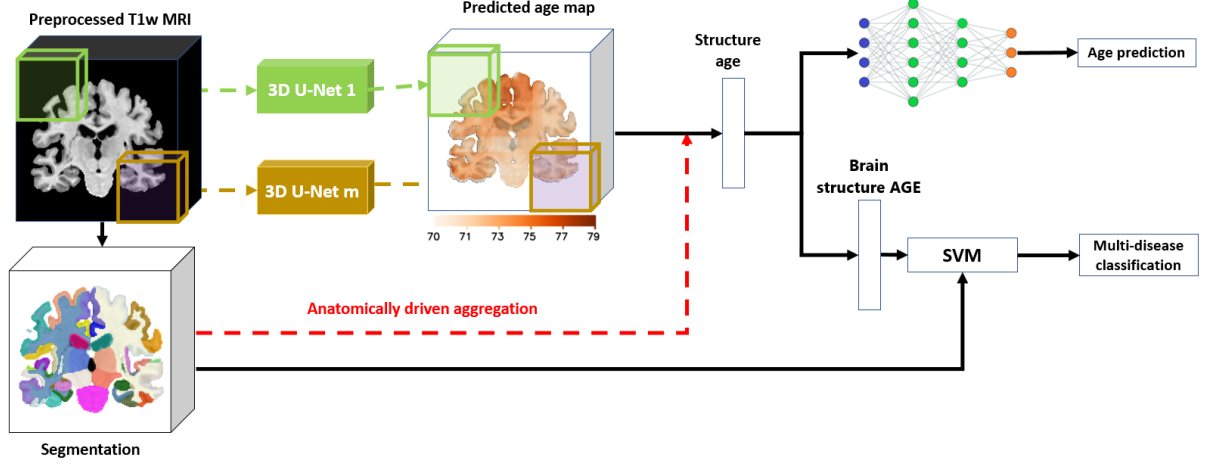 Preprocessed T1w MRI
Predicted age map
3D U-Net 1
3D U-Net m
70 71 73 75 77 79
Structure
age
Age prediction
Brain
structure AGE
SVM
Multi-disease
classification
Anatomically driven aggregation
Segmentation